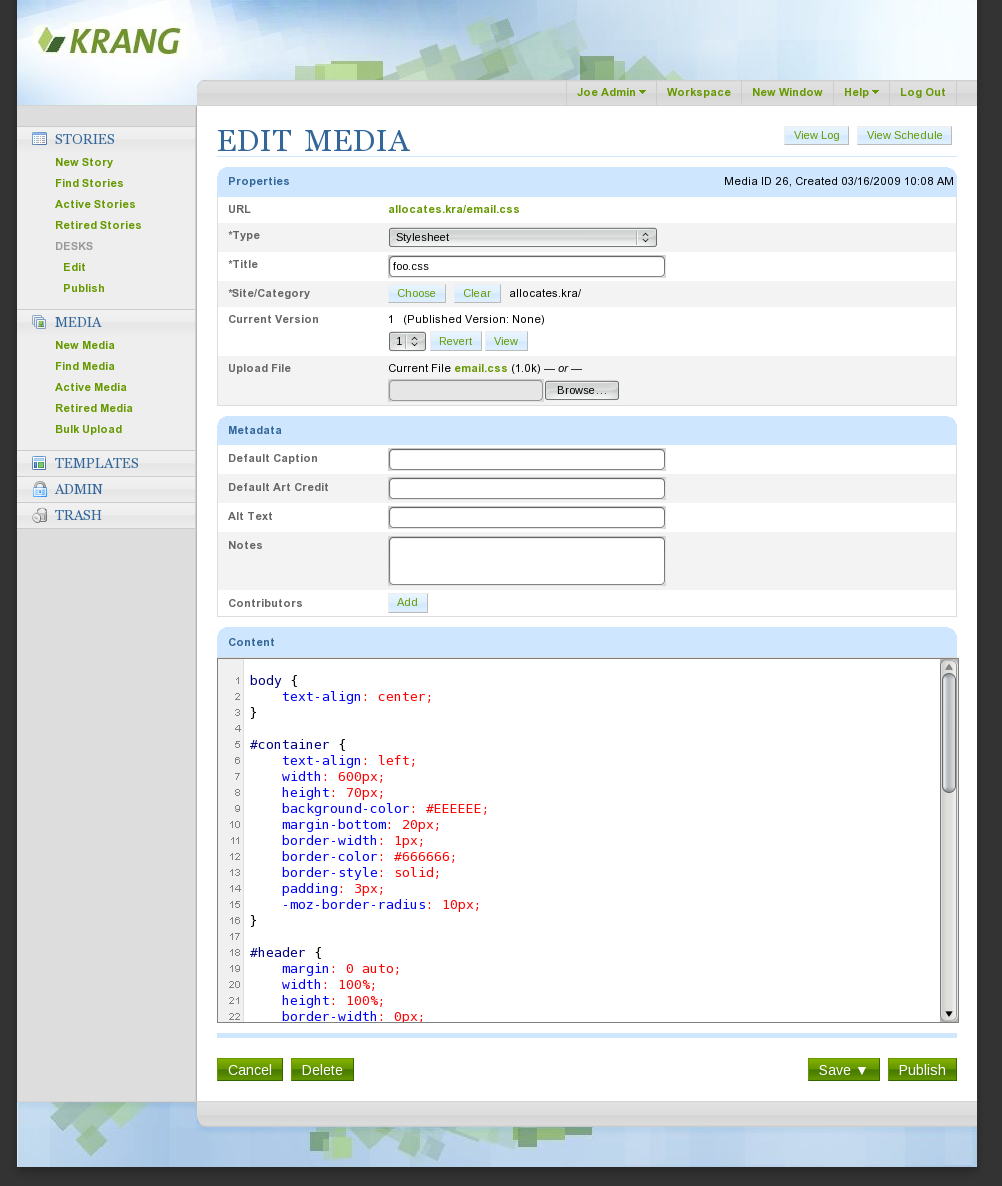 KRANG
Joe Admin Workspace New Window Help Log Out
STORIES
New Story
Find Stories
Active Stories
Retired Stories
DESKS
Edit
Publish
MEDIA
New Media
Find Media
Active Media
Retired Media
Bulk Upload
TEMPLATES
ADMIN
TRASH
EDIT MEDIA
View Log View Schedule
Properties Media ID 26, Created 03/16/2009 10:08 AM
URL allocates.kra/email.css
*Type Stylesheet
*Title foo.css
*Site/Category Choose Clear allocates.kra/
Current Version 1 (Published Version: None)
1 Revert View
Upload File Current File email.css (1.0k) — or —
Browse...
Metadata
Default Caption
Default Art Credit
Alt Text
Notes
Contributors Add
Content
1 body {
2 text-align: center;
3 }
4
5 #container {
6 text-align: left;
7 width: 600px;
8 height: 70px;
9 background-color: #EEEEEE;
10 margin-bottom: 20px;
11 border-width: 1px;
12 border-color: #666666;
13 border-style: solid;
14 padding: 3px;
15 -moz-border-radius: 10px;
16 }
17
18 #header {
19 margin: 0 auto;
20 width: 100%;
21 height: 100%;
22 border-width: 0px;
Cancel Delete Save ▼ Publish